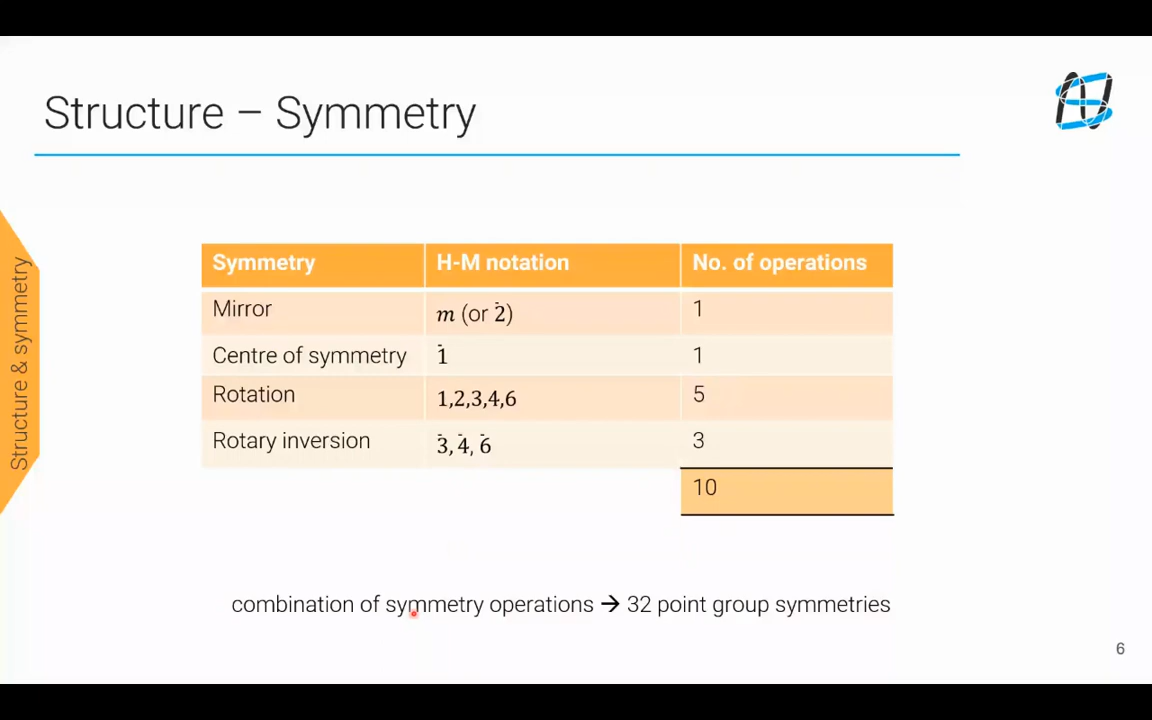 Structure – Symmetry
Structure & symmetry
Symmetry H-M notation No. of operations
Mirror m (or 2̄) 1
Centre of symmetry 1̄ 1
Rotation 1,2,3,4,6 5
Rotary inversion 3̄, 4̄, 6̄ 3
10
combination of symmetry operations → 32 point group symmetries
6